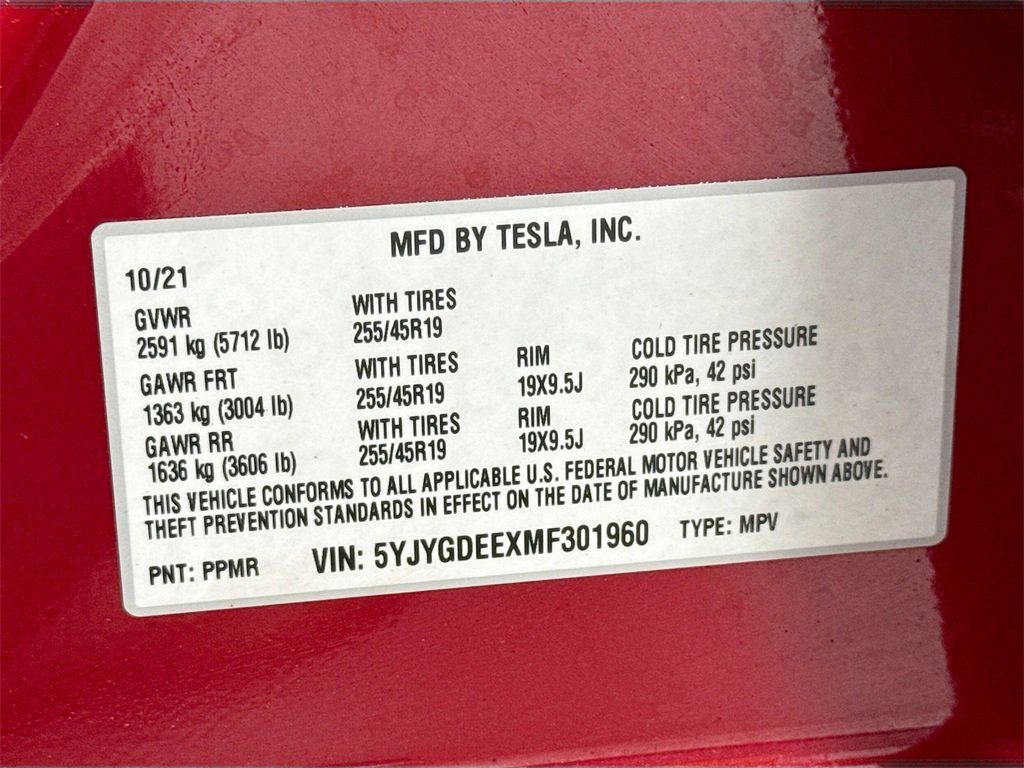 MFD BY TESLA, INC.
10/21
GVWR WITH TIRES
2591 kg (5712 lb) 255/45R19
GAWR FRT WITH TIRES RIM COLD TIRE PRESSURE
1363 kg (3004 lb) 255/45R19 19X9.5J 290 kPa, 42 psi
GAWR RR WITH TIRES RIM COLD TIRE PRESSURE
1636 kg (3606 lb) 255/45R19 19X9.5J 290 kPa, 42 psi
THIS VEHICLE CONFORMS TO ALL APPLICABLE U.S. FEDERAL MOTOR VEHICLE SAFETY AND
THEFT PREVENTION STANDARDS IN EFFECT ON THE DATE OF MANUFACTURE SHOWN ABOVE.
PNT: PPMR VIN: 5YJYGDEEXMF301960 TYPE: MPV